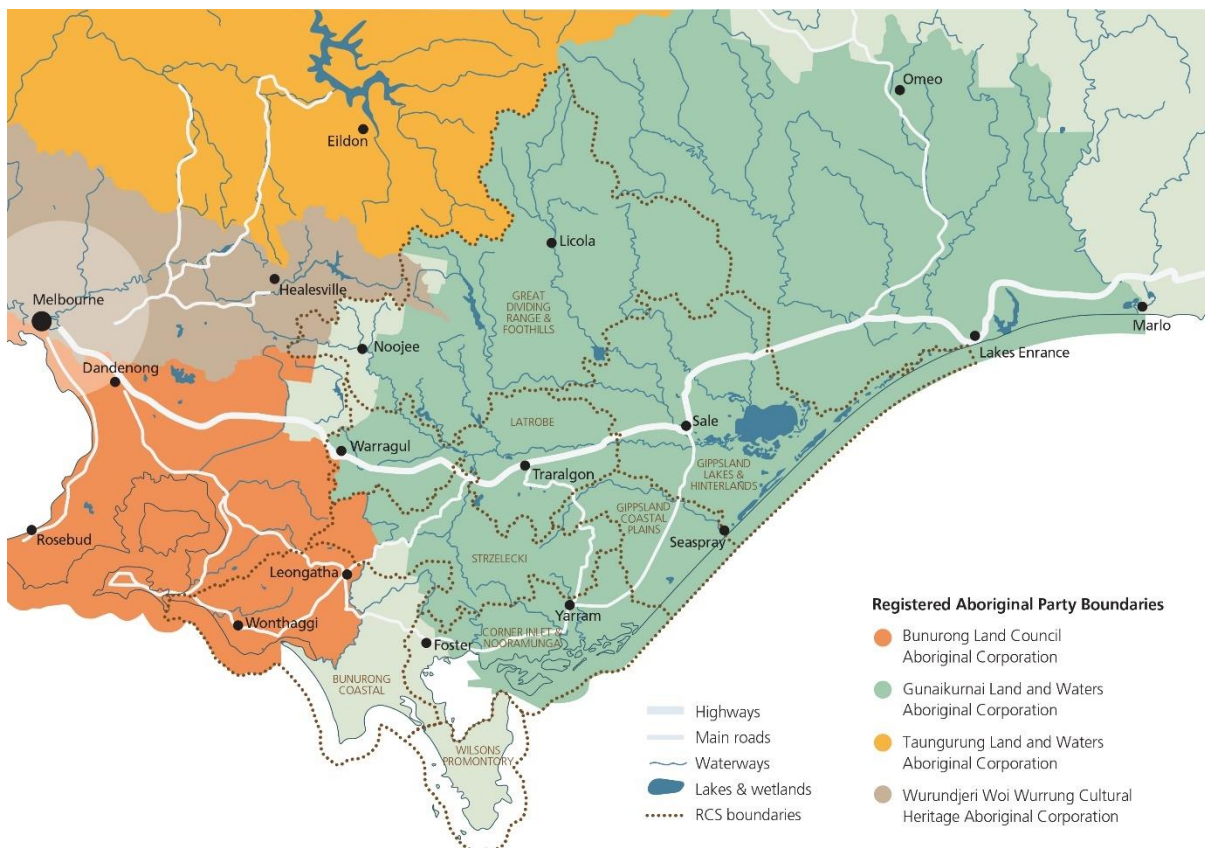 Omeo
Eildon
Licola
Healesville
Melbourne
GREAT
DIVIDING
RANGE &
FOOTHILLS
Marlo
Noojee
Lakes Enrance
Dandenong
LATROBE
Sale
Warragul
Traralgon
GIPPSLAND
LAKES &
HINTERLANDS
GIPPSLAND
COASTAL
PLAINS
Rosebud
Seaspray
STRZELECKI
Leongatha
Yarram
Wonthaggi
CORNER INLET &
NOORAMUNGA
Foster
BUNURONG
COASTAL
WILSONS
PROMONTORY
Highways
Main roads
Waterways
Lakes & wetlands
RCS boundaries
Registered Aboriginal Party Boundaries
Bunurong Land Council
Aboriginal Corporation
Gunaikurnai Land and Waters
Aboriginal Corporation
Taungurung Land and Waters
Aboriginal Corporation
Wurundjeri Woi Wurrung Cultural
Heritage Aboriginal Corporation